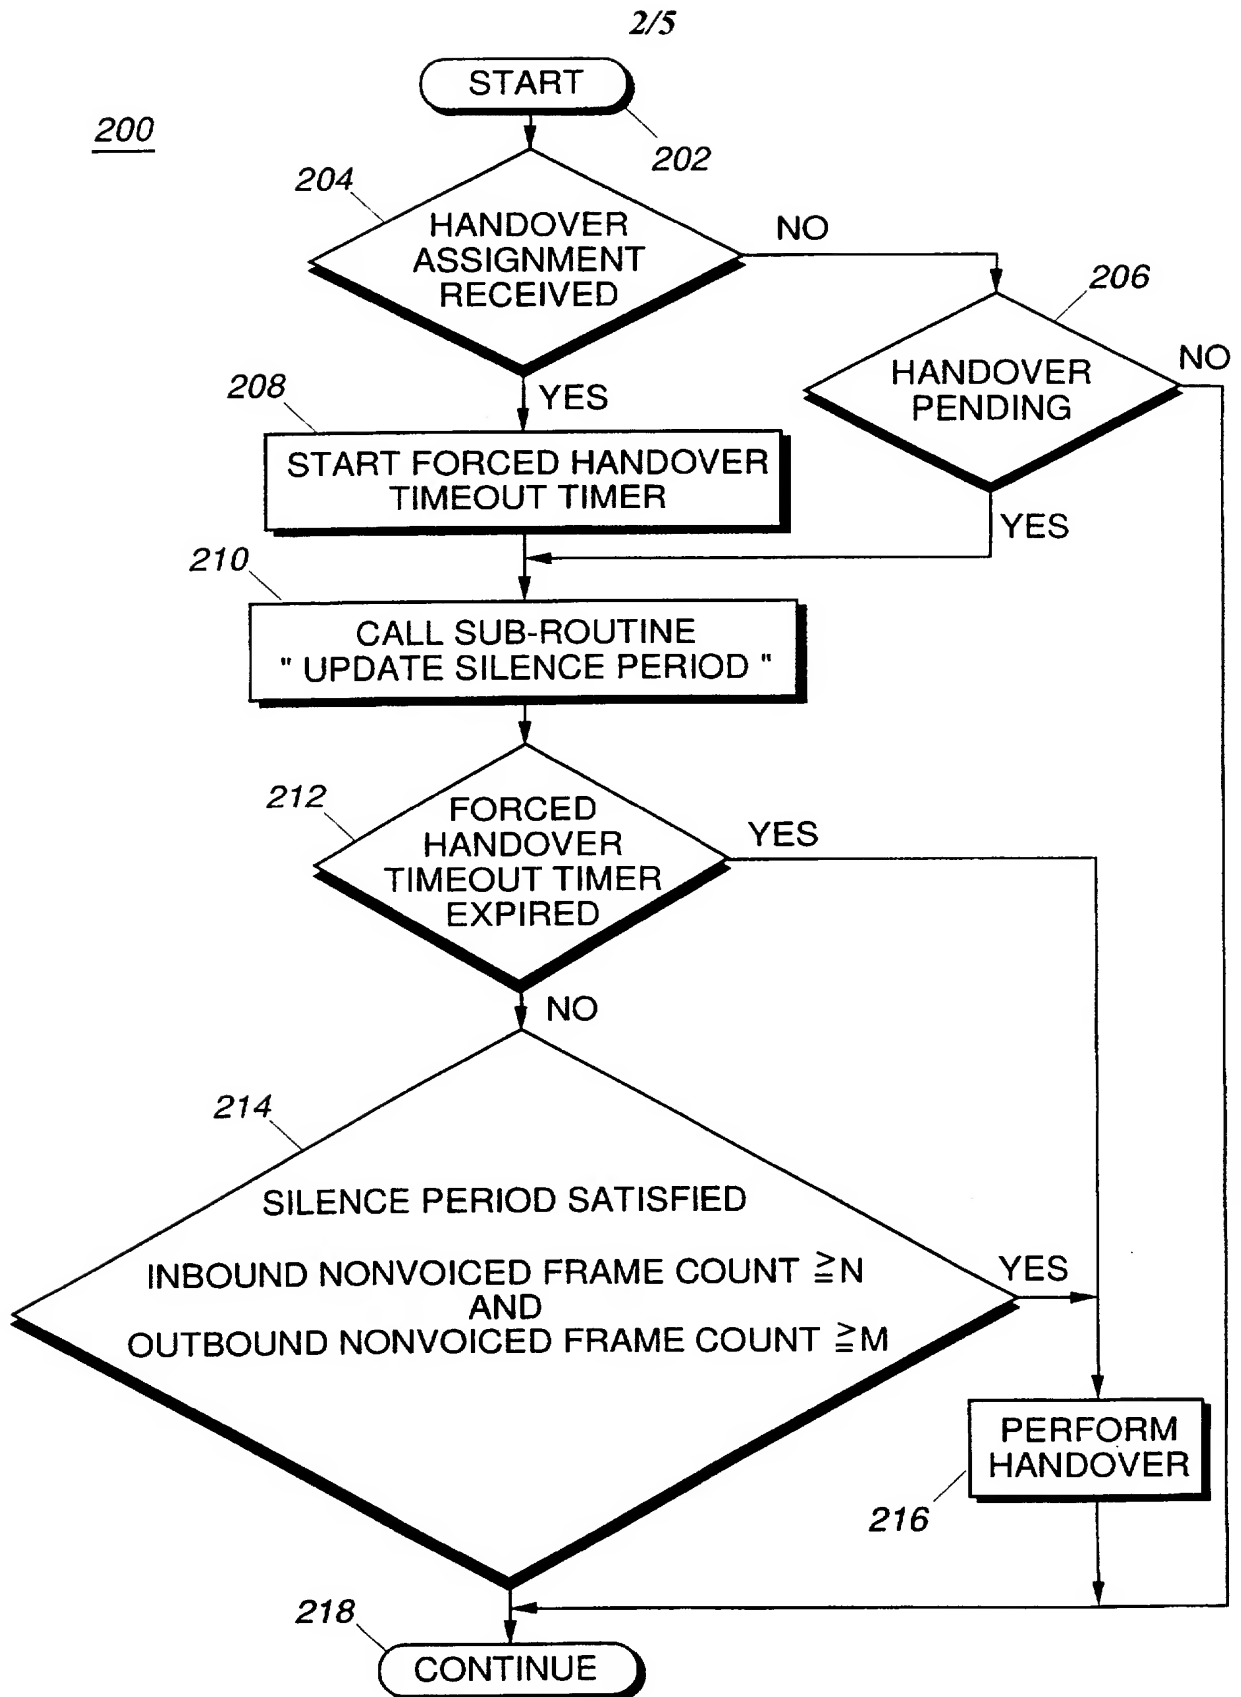 2/5
START
200
202
204
HANDOVER
ASSIGNMENT
RECEIVED
NO
206
HANDOVER
PENDING
NO
208
YES
START FORCED HANDOVER
TIMEOUT TIMER
YES
210
CALL SUB-ROUTINE
" UPDATE SILENCE PERIOD "
212
FORCED
HANDOVER
TIMEOUT TIMER
EXPIRED
YES
NO
214
SILENCE PERIOD SATISFIED
INBOUND NONVOICED FRAME COUNT ≧N
AND
OUTBOUND NONVOICED FRAME COUNT ≧M
YES
PERFORM
HANDOVER
216
218
CONTINUE